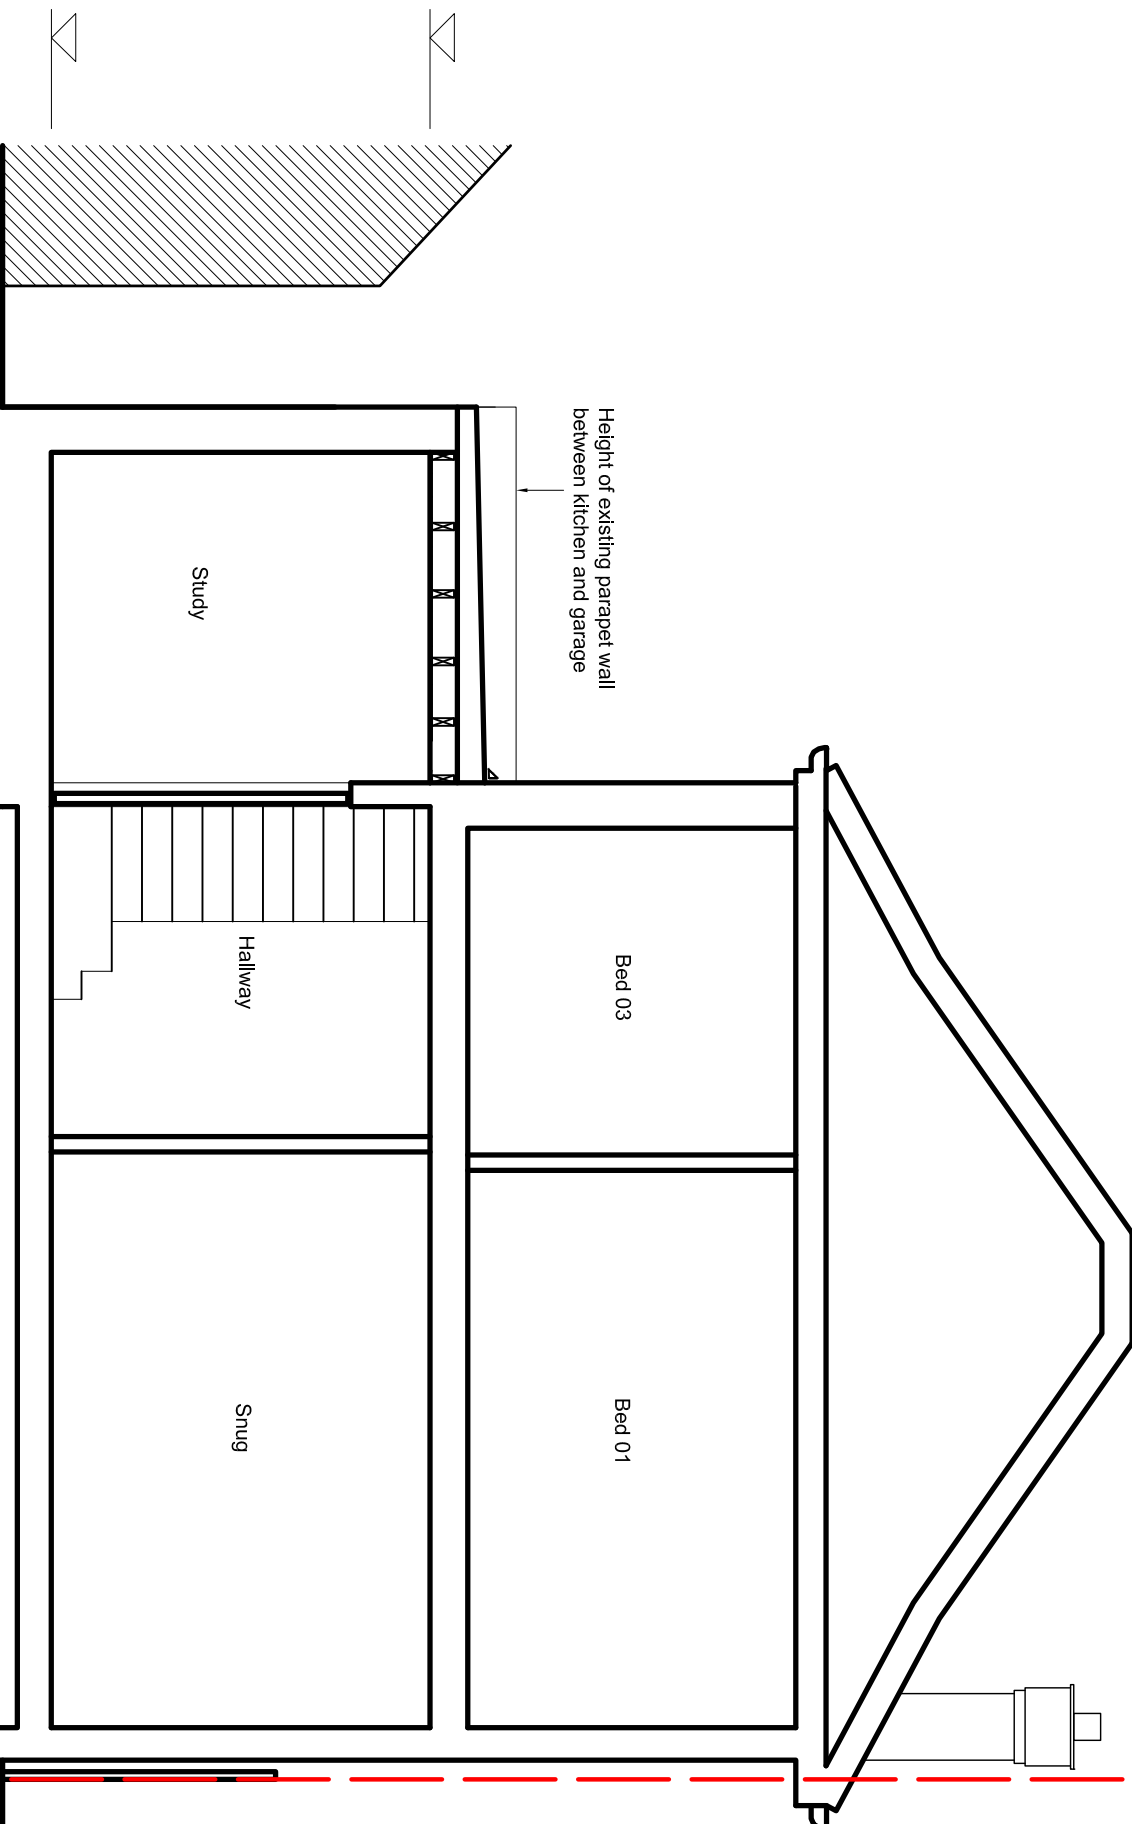 Height of existing parapet wall
between kitchen and garage
Bed 03
Bed 01
Study
Hallway
Snug